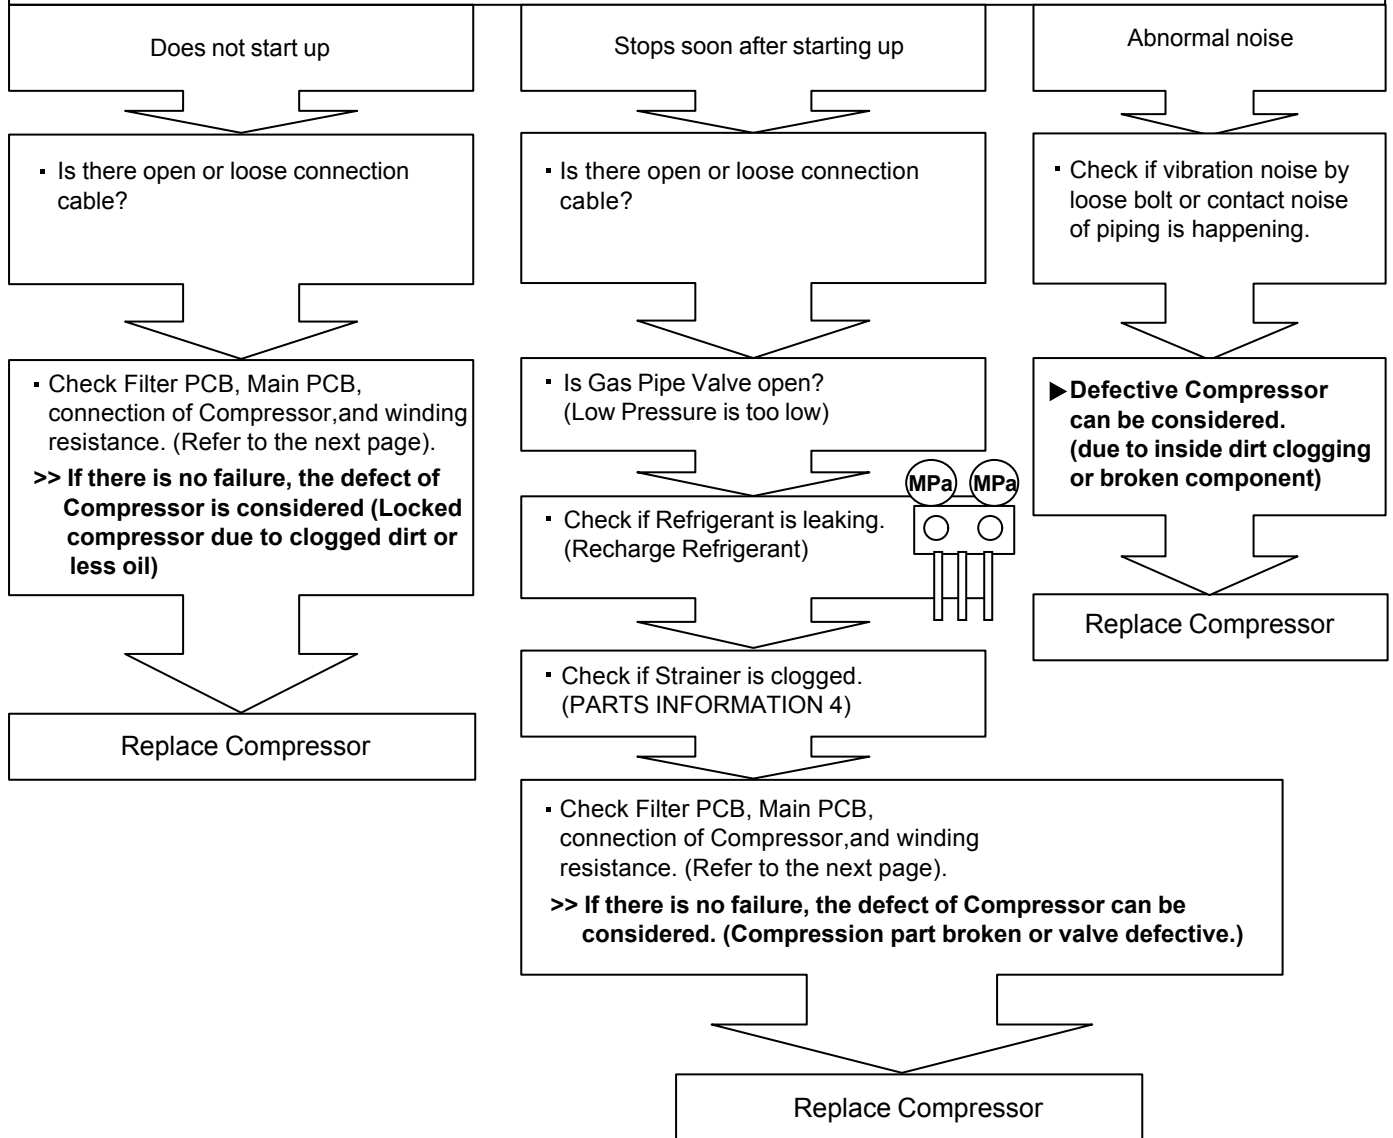 Does not start up
▪ Is there open or loose connection
cable?
▪ Check Filter PCB, Main PCB,
connection of Compressor,and winding
resistance. (Refer to the next page).
>> If there is no failure, the defect of
Compressor is considered (Locked
compressor due to clogged dirt or
less oil)
Replace Compressor
Stops soon after starting up
▪ Is there open or loose connection
cable?
▪ Is Gas Pipe Valve open?
(Low Pressure is too low)
MPa MPa
▪ Check if Refrigerant is leaking.
(Recharge Refrigerant)
▪ Check if Strainer is clogged.
(PARTS INFORMATION 4)
▪ Check Filter PCB, Main PCB,
connection of Compressor,and winding
resistance. (Refer to the next page).
>> If there is no failure, the defect of Compressor can be
considered. (Compression part broken or valve defective.)
Replace Compressor
Abnormal noise
▪ Check if vibration noise by
loose bolt or contact noise
of piping is happening.
▶Defective Compressor
can be considered.
(due to inside dirt clogging
or broken component)
Replace Compressor